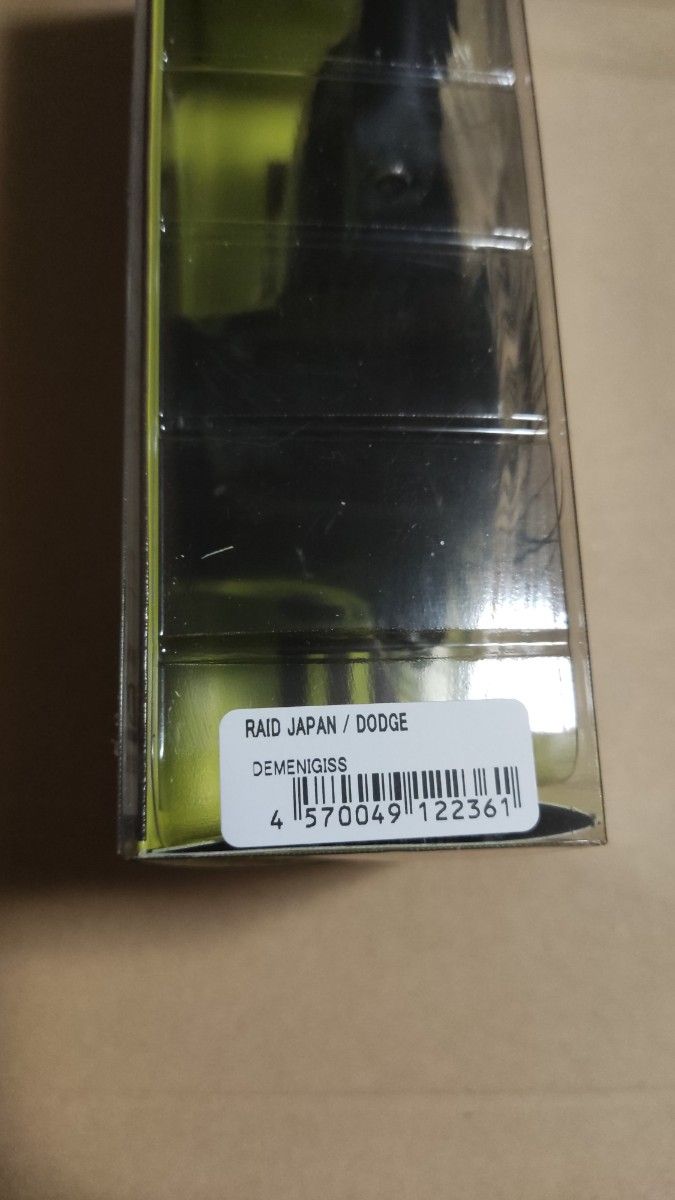 RAID JAPAN / DODGE
DEMENIGISS
4 570049 122361